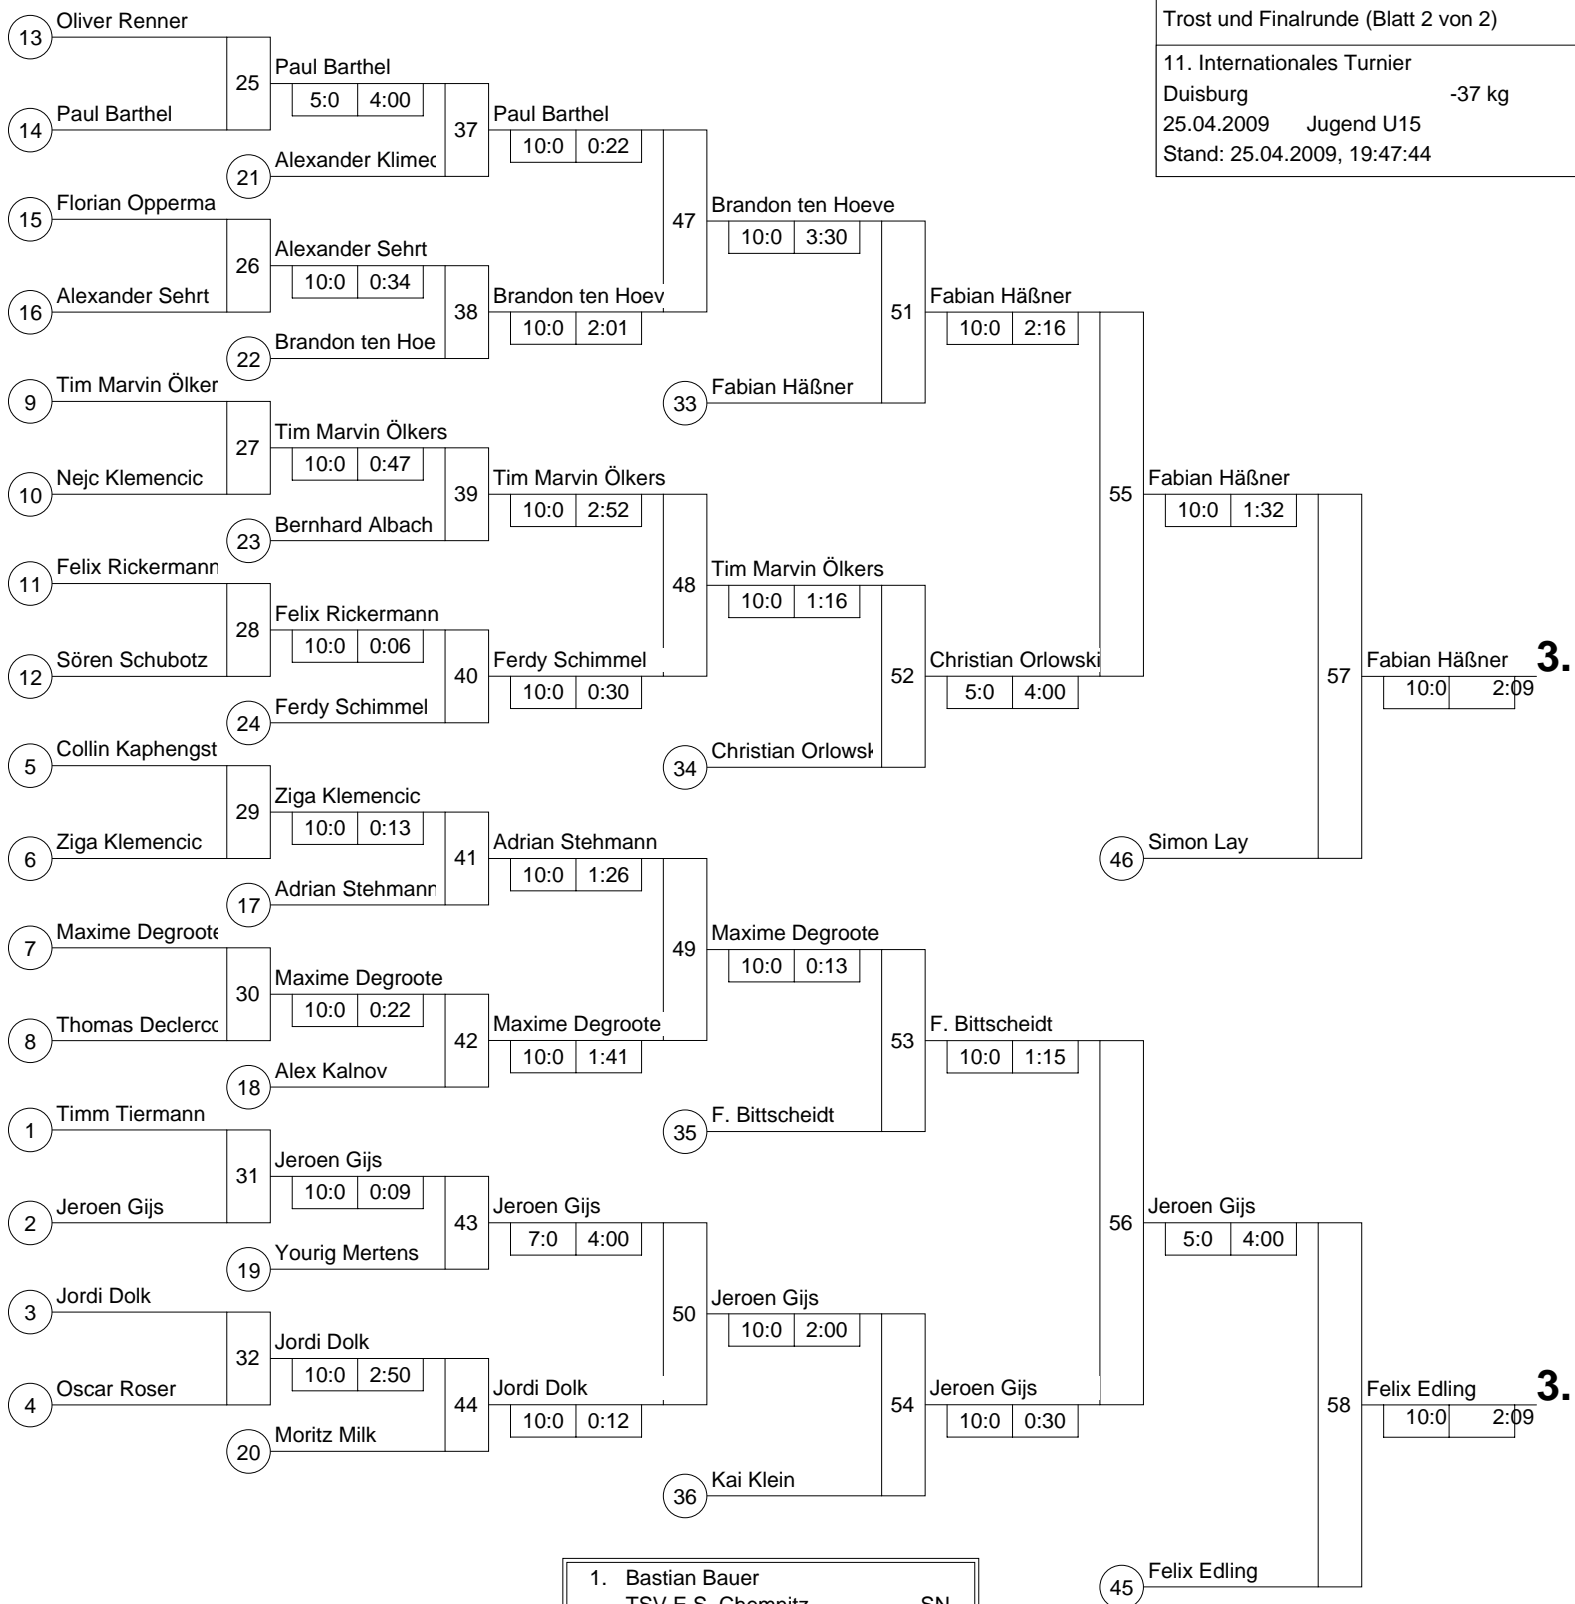 Trost und Finalrunde (Blatt 2 von 2)
11. Internationales Turnier
Duisburg -37 kg
25.04.2009 Jugend U15
Stand: 25.04.2009, 19:47:44
13 Oliver Renner
14 Paul Barthel
15 Florian Opperma
16 Alexander Sehrt
9 Tim Marvin Ölker
10 Nejc Klemencic
11 Felix Rickermann
12 Sören Schubotz
5 Collin Kaphengst
6 Ziga Klemencic
7 Maxime Degroote
8 Thomas Declercq
1 Timm Tiermann
2 Jeroen Gijs
3 Jordi Dolk
4 Oscar Roser
25 Paul Barthel
5:0 4:00
21 Alexander Klimec
26 Alexander Sehrt
10:0 0:34
22 Brandon ten Hoe
27 Tim Marvin Ölkers
10:0 0:47
23 Bernhard Albach
28 Felix Rickermann
10:0 0:06
24 Ferdy Schimmel
29 Ziga Klemencic
10:0 0:13
17 Adrian Stehmann
30 Maxime Degroote
10:0 0:22
18 Alex Kalnov
31 Jeroen Gijs
10:0 0:09
19 Yourig Mertens
32 Jordi Dolk
10:0 2:50
20 Moritz Milk
37 Paul Barthel
10:0 0:22
38 Brandon ten Hoev
10:0 2:01
39 Tim Marvin Ölkers
10:0 2:52
40 Ferdy Schimmel
10:0 0:30
41 Adrian Stehmann
10:0 1:26
42 Maxime Degroote
10:0 1:41
43 Jeroen Gijs
7:0 4:00
44 Jordi Dolk
10:0 0:12
47 Brandon ten Hoeve
10:0 3:30
33 Fabian Häßner
48 Tim Marvin Ölkers
10:0 1:16
34 Christian Orlowsk
49 Maxime Degroote
10:0 0:13
35 F. Bittscheidt
50 Jeroen Gijs
10:0 2:00
36 Kai Klein
51 Fabian Häßner
10:0 2:16
52 Christian Orlowski
5:0 4:00
53 F. Bittscheidt
10:0 1:15
54 Jeroen Gijs
10:0 0:30
55 Fabian Häßner
10:0 1:32
46 Simon Lay
56 Jeroen Gijs
5:0 4:00
45 Felix Edling
57 Fabian Häßner 3.
10:0 2:09
58 Felix Edling 3.
10:0 2:09
1. Bastian Bauer
TSV E.S. Chemnitz SN